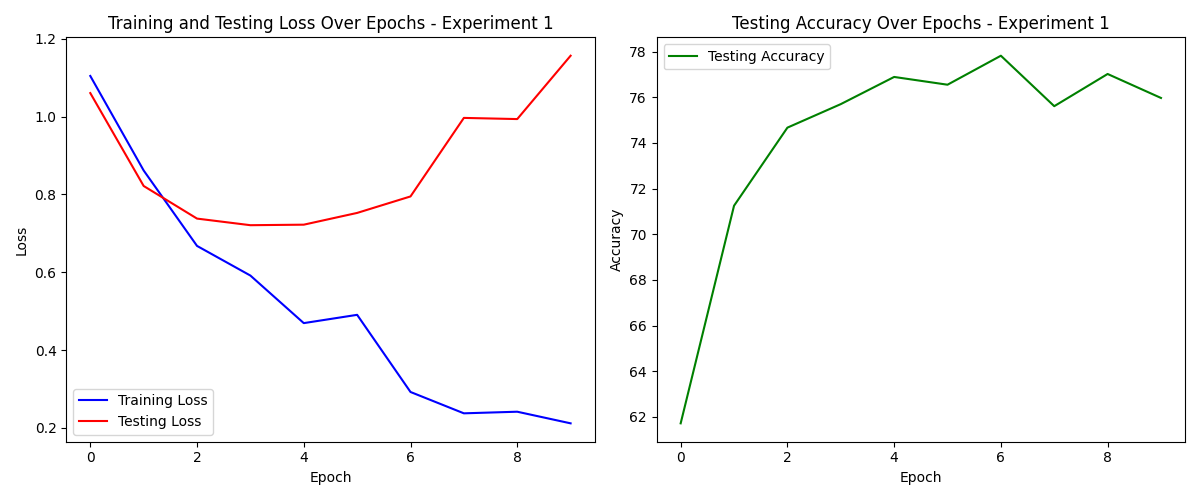 Training and Testing Loss Over Epochs - Experiment 1
1.2
1.0
0.8
0.6
0.4
0.2
Loss
Training Loss
Testing Loss
0 2 4 6 8
Epoch
Testing Accuracy Over Epochs - Experiment 1
Testing Accuracy
78
76
74
72
70
68
66
64
62
Accuracy
0 2 4 6 8
Epoch